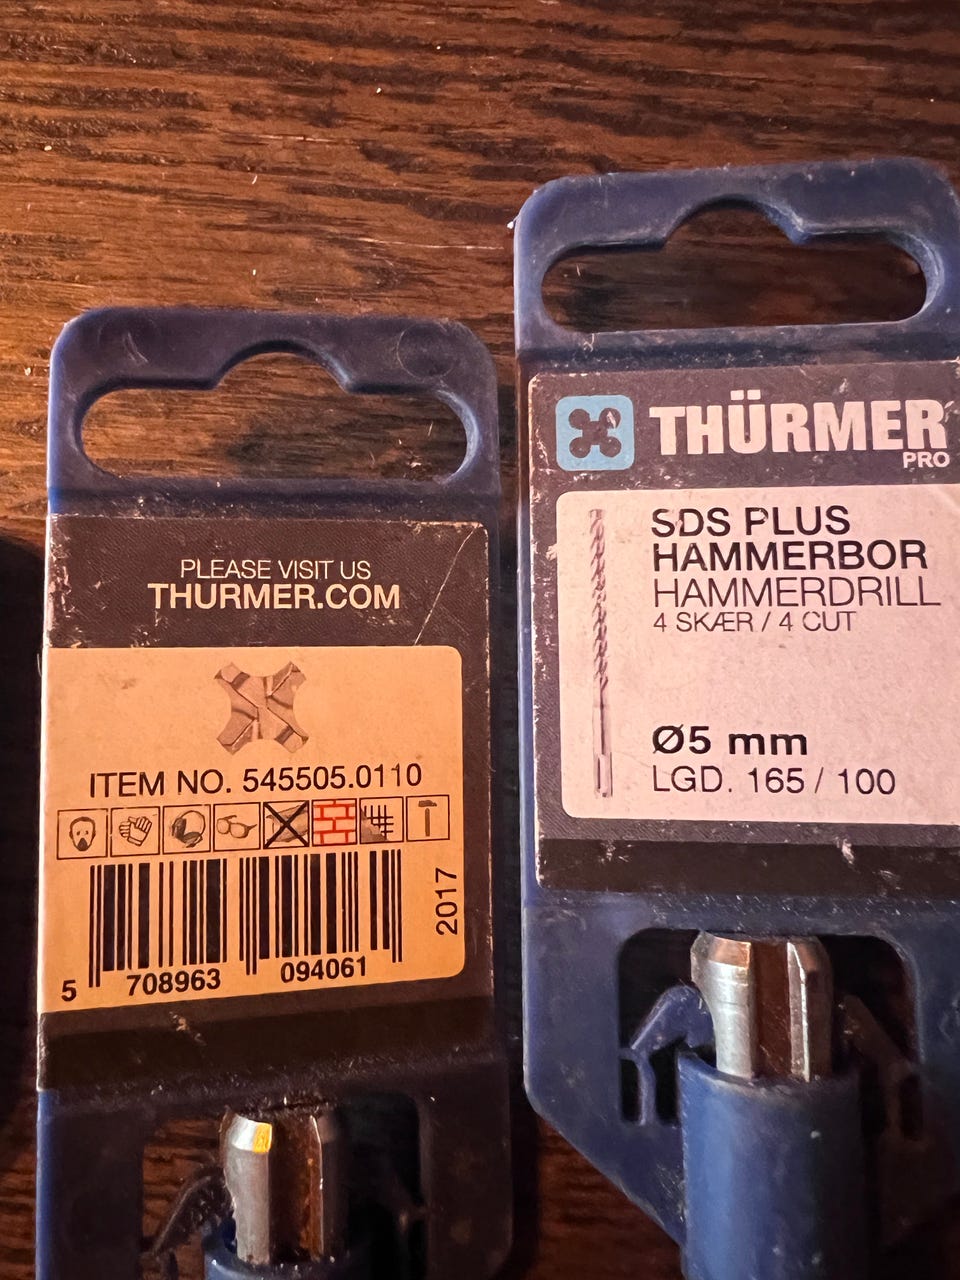 PLEASE VISIT US
THURMER.COM
ITEM NO. 545505.0110
2017
5 708963 094061
THÜRMER
PRO
SDS PLUS
HAMMERBOR
HAMMERDRILL
4 SKÆR / 4 CUT
Ø5 mm
LGD. 165 / 100